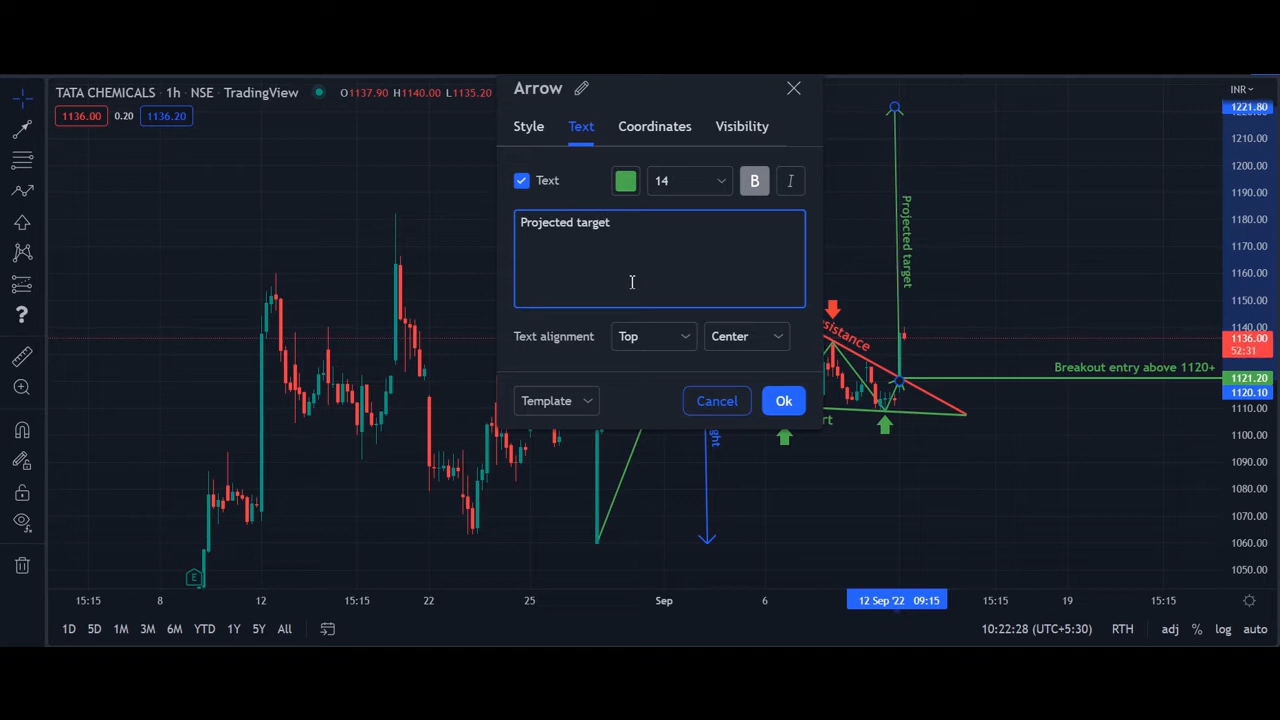 Arrow
TATA CHEMICALS · 1h · NSE · TradingView
O1137.90 H1140.00 L1135.20
INR
1136.00 0.20 1136.20
Style Text Coordinates Visibility
Text
14
B
I
Projected target
Text alignment
Top
Center
Template
Cancel
Ok
Projected target
Breakout entry above 1120+
1221.80
1210.00
1200.00
1190.00
1180.00
1170.00
1160.00
1150.00
1140.00
1136.00
52:31
1121.20
1120.10
1110.00
1100.00
1090.00
1080.00
1070.00
1060.00
1050.00
E
15:15 8 12 15:15 22 25 Sep 6 12 Sep '22 09:15 15:15 19 15:15
1D 5D 1M 3M 6M YTD 1Y 5Y All
10:22:28 (UTC+5:30) RTH adj % log auto